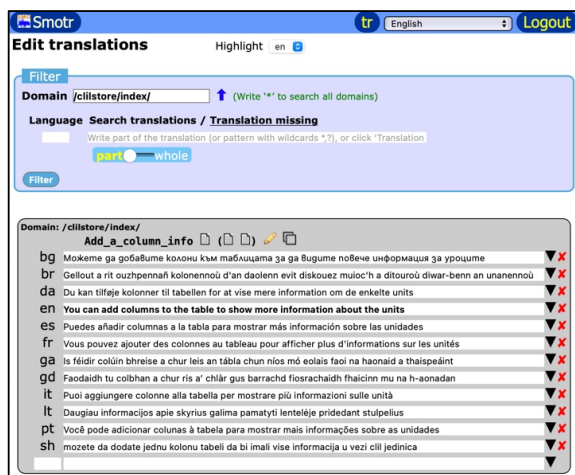 Smotr
tr English Logout
Edit translations Highlight en
Filter
Domain /clilstore/index/ (Write '*' to search all domains)
Language Search translations / Translation missing
Write part of the translation (or pattern with wildcards *,?), or click 'Translation
part whole
Filter
Domain: /clilstore/index/
Add_a_column_info ( )
bg Можете да добавите колони към таблицата за да видите повече информация за уроците
br Gellout a rit ouzhpennañ kolonennoù d'an daolenn evit diskouez muioc'h a ditouroù diwar-benn an unanennoù
da Du kan tilføje kolonner til tabellen for at vise mere information om de enkelte units
en You can add columns to the table to show more information about the units
es Puedes añadir columnas a la tabla para mostrar más información sobre las unidades
fr Vous pouvez ajouter des colonnes au tableau pour afficher plus d'informations sur les unités
ga Is féidir colúin bhreise a chur leis an tábla chun níos mó eolais faoi na haonaid a thaispeáint
gd Faodaidh tu colbhan a chur ris a' chlàr gus barrachd fiosrachaidh fhaicinn mu na h-aonadan
it Puoi aggiungere colonne alla tabella per mostrare più informazioni sulle unità
lt Daugiau informacijos apie skyrius galima pamatyti lentelėje pridedant stulpelius
pt Você pode adicionar colunas à tabela para mostrar mais informações sobre as unidades
sh mozete da dodate jednu kolonu tabeli da bi imali vise informacija u vezi clil jedinica